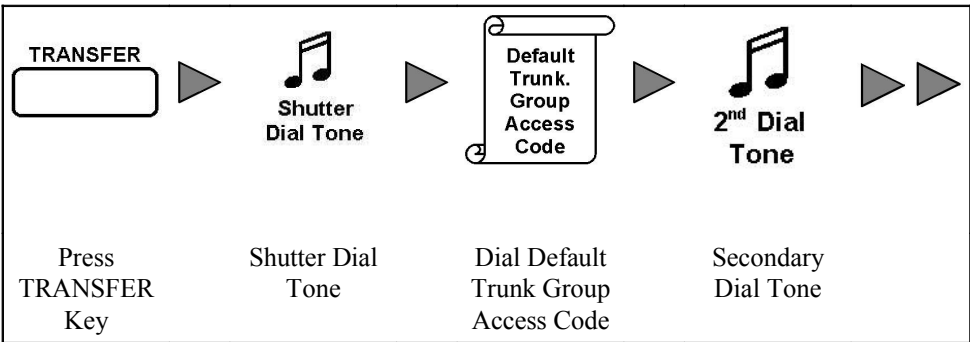 TRANSFER
Shutter
Dial Tone
Default
Trunk.
Group
Access
Code
2nd Dial
Tone
Press
TRANSFER
Key
Shutter Dial
Tone
Dial Default
Trunk Group
Access Code
Secondary
Dial Tone